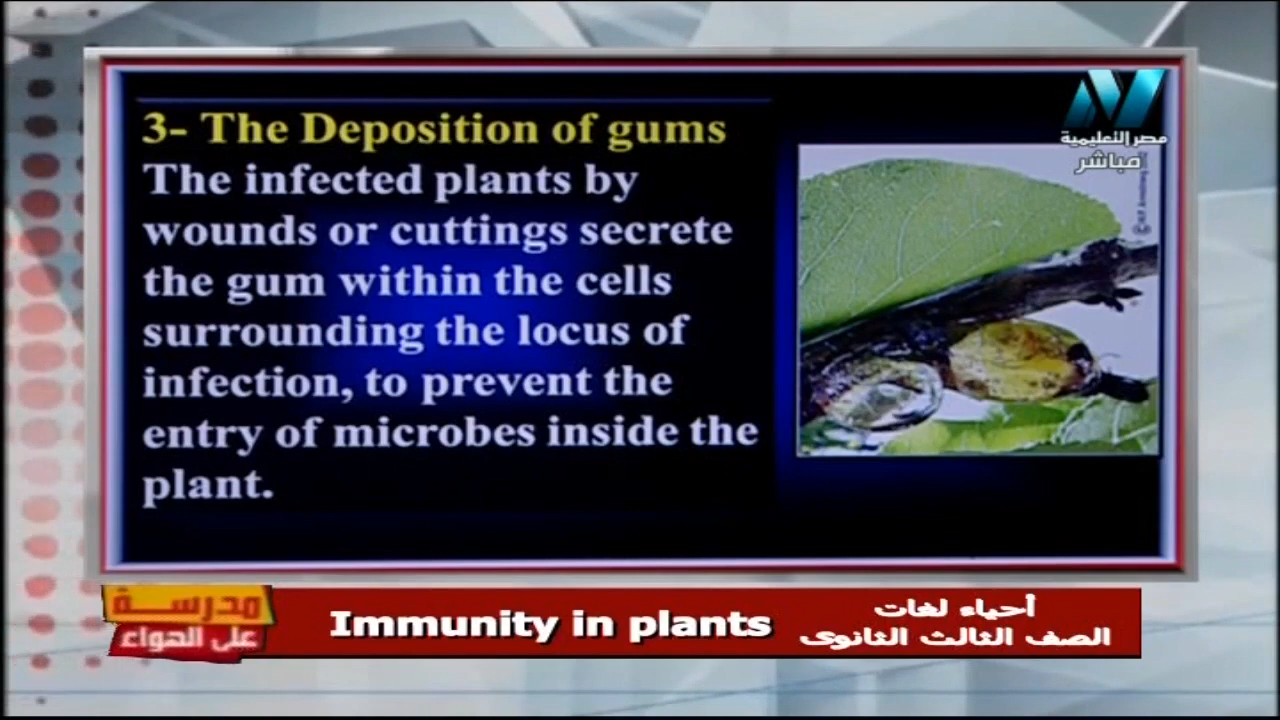 3- The Deposition of gums
The infected plants by
wounds or cuttings secrete
the gum within the cells
surrounding the locus of
infection, to prevent the
entry of microbes inside the
plant.
مصر التعليمية
مباشر
مدرسة
على الهواء
Immunity in plants
أحياء لغات
الصف الثالث الثانوى